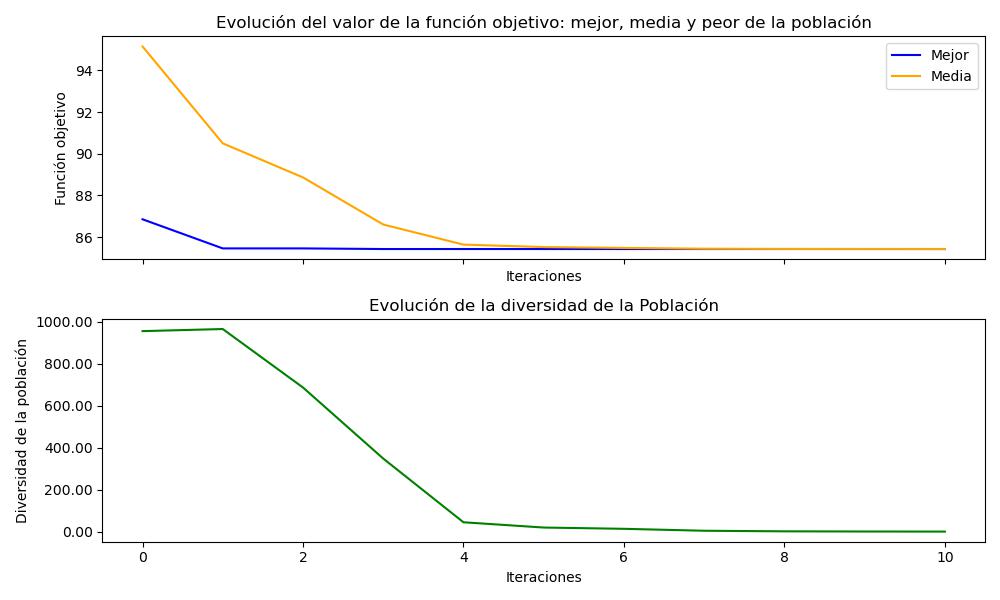 Evolución del valor de la función objetivo: mejor, media y peor de la población
Función objetivo
94
92
90
88
86
Mejor
Media
Iteraciones
Evolución de la diversidad de la Población
Diversidad de la población
1000.00
800.00
600.00
400.00
200.00
0.00
0 2 4 6 8 10
Iteraciones